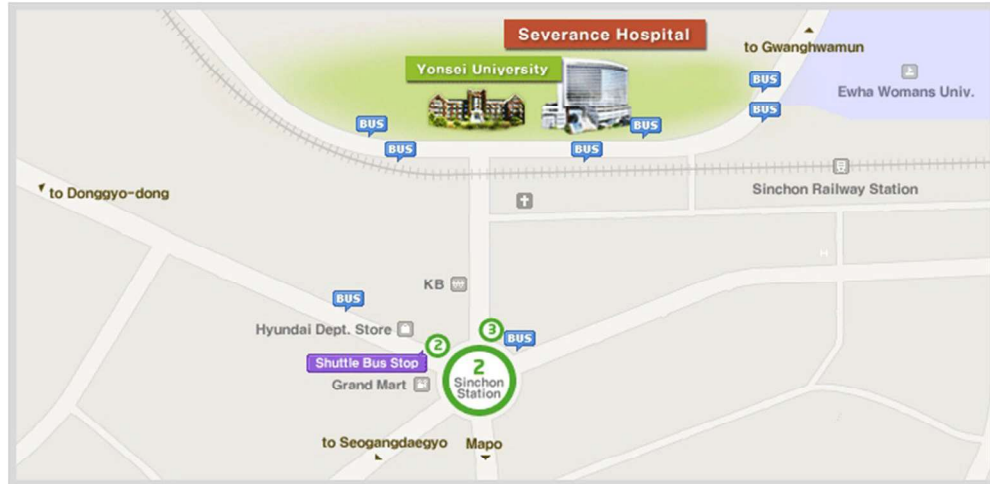 Severance Hospital
to Gwanghwamun
Yonsei University
BUS
Ewha Womans Univ.
BUS
BUS
BUS
BUS
BUS
to Donggyo-dong
Sinchon Railway Station
KB
BUS
Hyundai Dept. Store
3
BUS
2
Shuttle Bus Stop
2
Sinchon
Station
Grand Mart
to Seogangdaegyo
Mapo